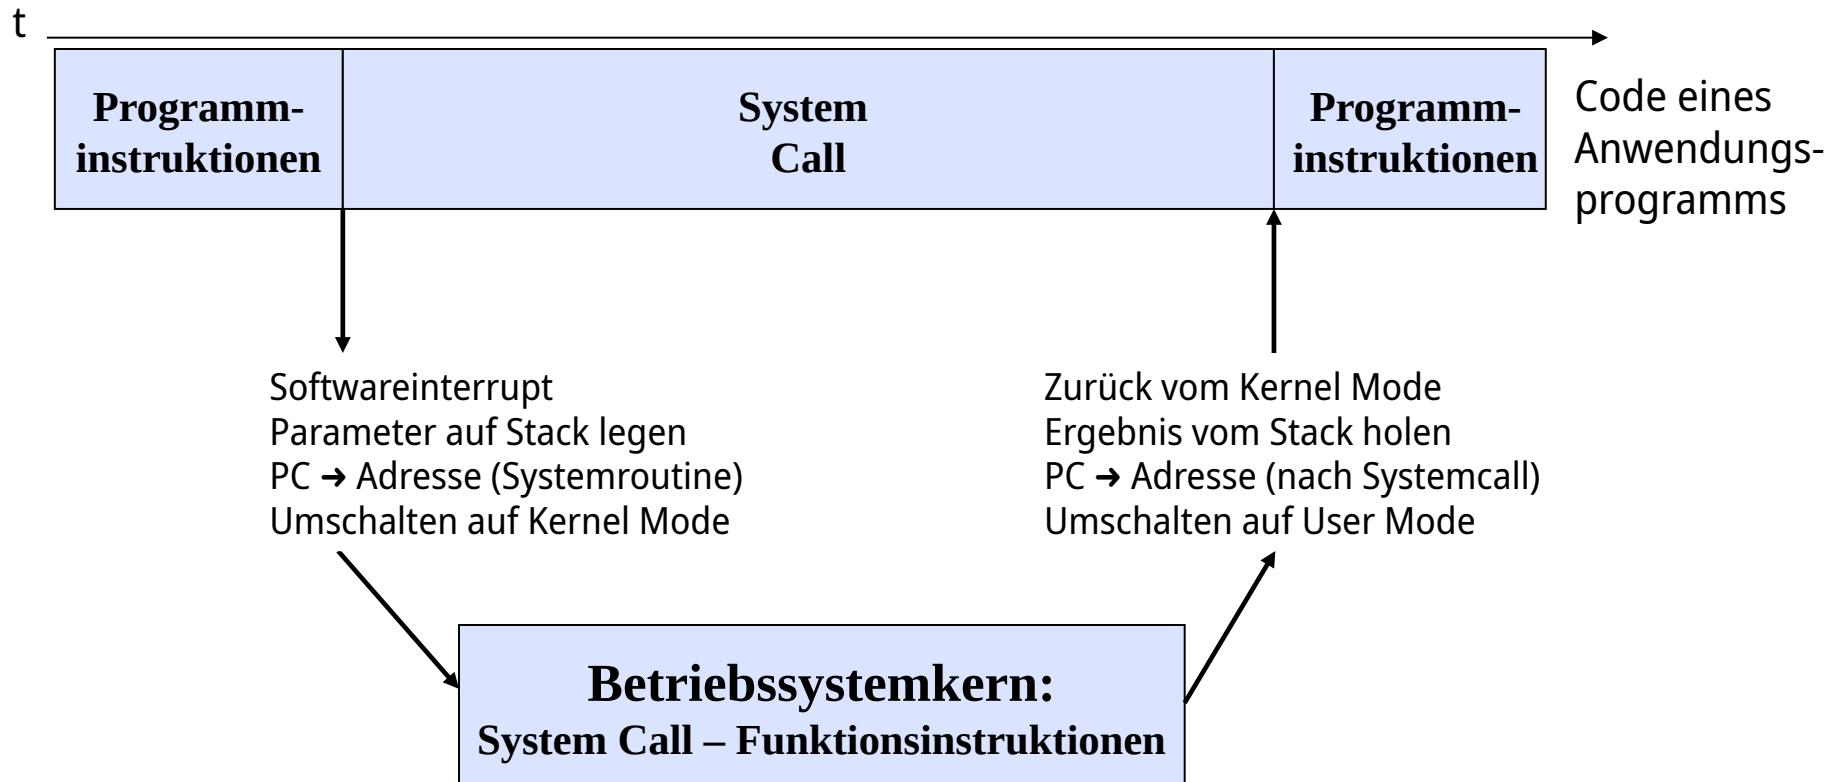 t
Programm-
instruktionen
System
Call
Programm-
instruktionen
Code eines
Anwendungs-
programms
Softwareinterrupt
Parameter auf Stack legen
PC ➜ Adresse (Systemroutine)
Umschalten auf Kernel Mode
Zurück vom Kernel Mode
Ergebnis vom Stack holen
PC ➜ Adresse (nach Systemcall)
Umschalten auf User Mode
Betriebssystemkern:
System Call – Funktionsinstruktionen